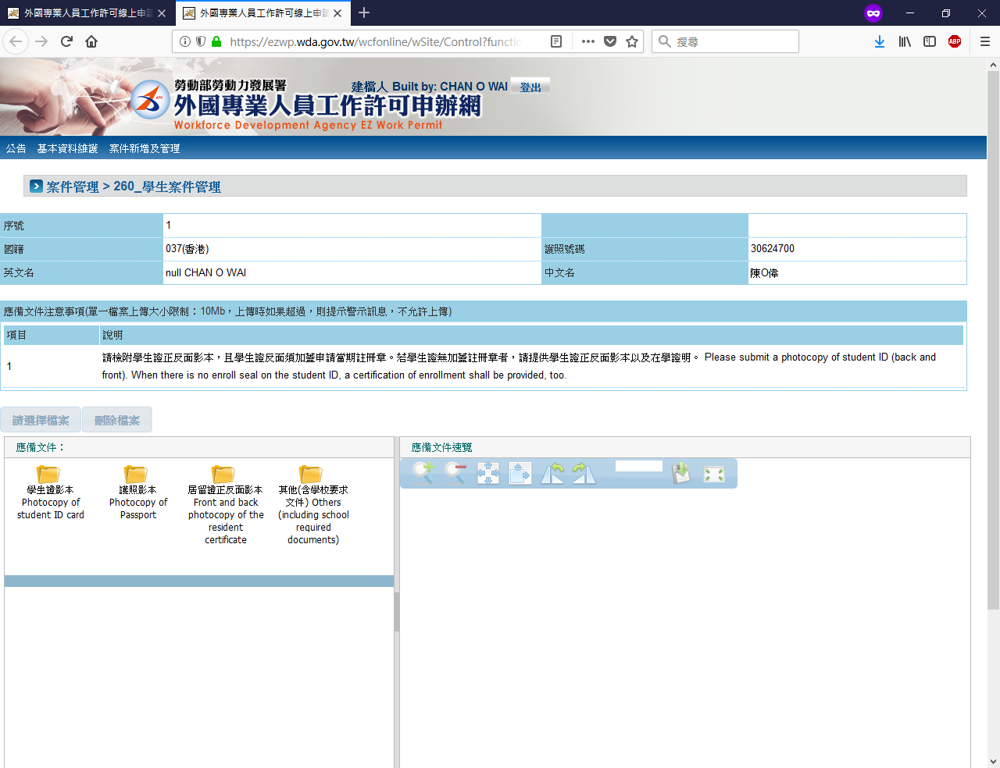 外國專業人員工作許可線上申請
外國專業人員工作許可線上申請
https://ezwp.wda.gov.tw/wcfonline/wSite/Control?functio
搜尋
ABP
勞動部勞動力發展署
建檔人 Built by: CHAN O WAI 登出
外國專業人員工作許可申辦網
Workforce Development Agency EZ Work Permit
公告 基本資料維護 案件新增及管理
案件管理 > 260_學生案件管理
序號 1
國籍 037(香港) 護照號碼 30624700
英文名 null CHAN O WAI 中文名 陳O偉
應備文件注意事項(單一檔案上傳大小限制：10Mb，上傳時如果超過，則提示警示訊息，不允許上傳)
項目 說明
1 請檢附學生證正反面影本，且學生證反面須加蓋申請當期註冊章。若學生證無加蓋註冊章者，請提供學生證正反面影本以及在學證明。 Please submit a photocopy of student ID (back and
front). When there is no enroll seal on the student ID, a certification of enrollment shall be provided, too.
請選擇檔案 刪除檔案
應備文件：
學生證影本
Photocopy of
student ID card
護照影本
Photocopy of
Passport
居留證正反面影本
Front and back
photocopy of the
resident
certificate
其他(含學校要求
文件) Others
(including school
required
documents)
應備文件速覽